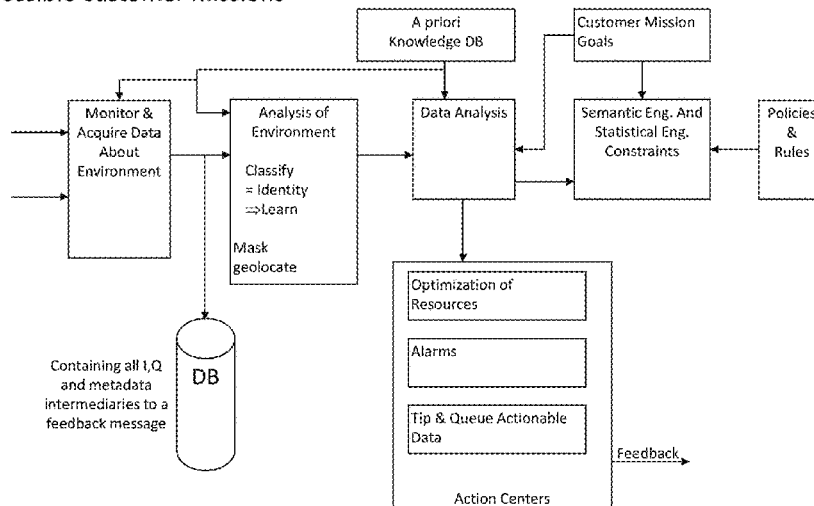 A priori
Knowledge DB
Customer Mission
Goals
Monitor &
Acquire Data
About
Environment
Analysis of
Environment
Classify
= Identity
⇒Learn
Mask
geolocate
Data Analysis
Semantic Eng. And
Statistical Eng.
Constraints
Policies
&
Rules
Optimization of
Resources
Alarms
Tip & Queue Actionable
Data
Action Centers
Feedback
Containing all I,Q
and metadata
intermediaries to a
feedback message
DB